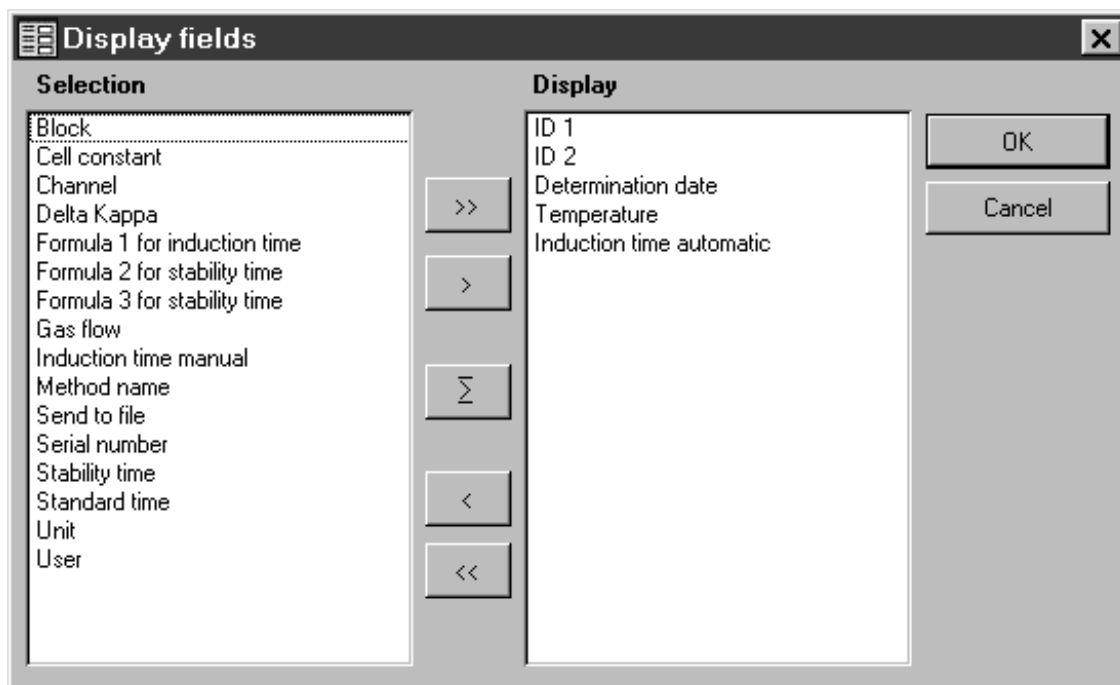 Display fields
Selection
Block
Cell constant
Channel
Delta Kappa
Formula 1 for induction time
Formula 2 for stability time
Formula 3 for stability time
Gas flow
Induction time manual
Method name
Send to file
Serial number
Stability time
Standard time
Unit
User
>>
>
Σ
<
<<
Display
ID 1
ID 2
Determination date
Temperature
Induction time automatic
OK
Cancel